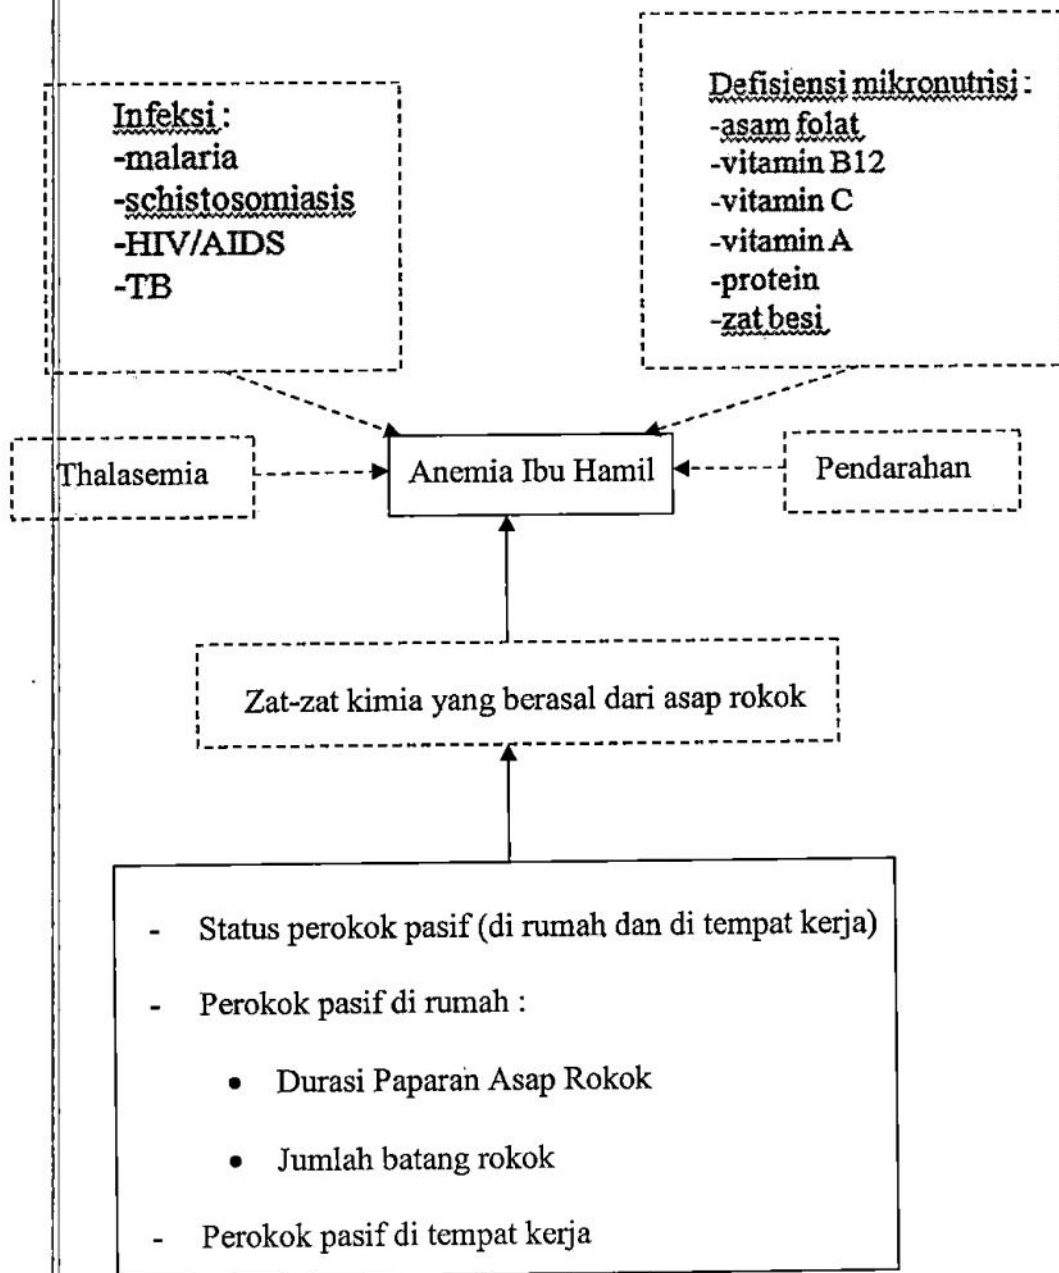 Infeksi :
-malaria
-schistosomiasis
-HIV/AIDS
-TB
Defisiensi mikronutrisi :
-asam folat
-vitamin B12
-vitamin C
-vitamin A
-protein
-zat besi
Thalasemia
Anemia Ibu Hamil
Pendarahan
Zat-zat kimia yang berasal dari asap rokok
- Status perokok pasif (di rumah dan di tempat kerja)
- Perokok pasif di rumah :
• Durasi Paparan Asap Rokok
• Jumlah batang rokok
- Perokok pasif di tempat kerja